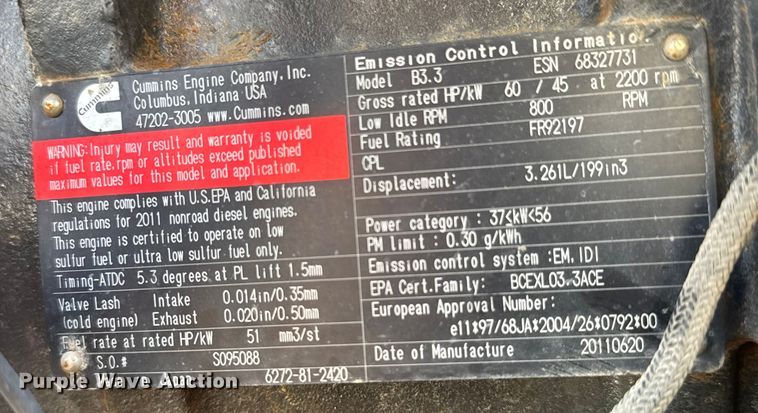 Cummins
Cummins Engine Company, Inc.
Columbus, Indiana USA
47202-3005 www.Cummins.com
WARNING: Injury may result and warranty is voided
if fuel rate.rpm or altitudes exceed published
maximum values for this model and application.
This engine complies with U.S.EPA and California
regulations for 2011 nonroad diesel engines.
This engine is certified to operate on low
sulfur fuel or ultra low sulfur fuel only.
Timing-ATDC 5.3 degrees at PL lift 1.5mm
Valve Lash Intake 0.014in/0.35mm
(cold engine) Exhaust 0.020in/0.50mm
Fuel rate at rated HP/kW 51 mm3/st
S.O.# S095088
6272-81-2420
Emission Control Information
Model B3.3 ESN 68327731
Gross rated HP/kW 60 / 45 at 2200 rpm
Low Idle RPM 800 RPM
Fuel Rating FR92197
CPL
Displacement: 3.261L/199in3
Power category : 37≤kW<56
PM limit : 0.30 g/kWh
Emission control system :EM, IDI
EPA Cert.Family: BCEXL03.3ACE
European Approval Number:
e11*97/68JA*2004/26*0792*00
Date of Manufacture 20110620
Purple Wave Auction